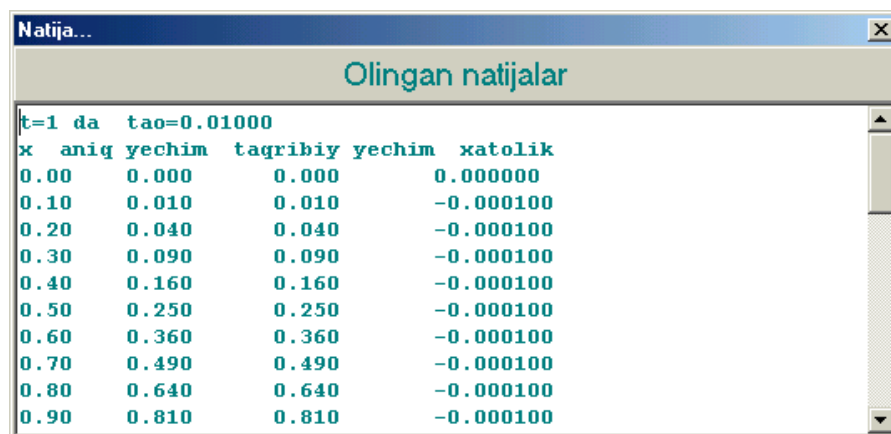 Natija...
Olingan natijalar
t=1 da tao=0.01000
x aniq yechim taqribiy yechim xatolik
0.00 0.000 0.000 0.000000
0.10 0.010 0.010 -0.000100
0.20 0.040 0.040 -0.000100
0.30 0.090 0.090 -0.000100
0.40 0.160 0.160 -0.000100
0.50 0.250 0.250 -0.000100
0.60 0.360 0.360 -0.000100
0.70 0.490 0.490 -0.000100
0.80 0.640 0.640 -0.000100
0.90 0.810 0.810 -0.000100